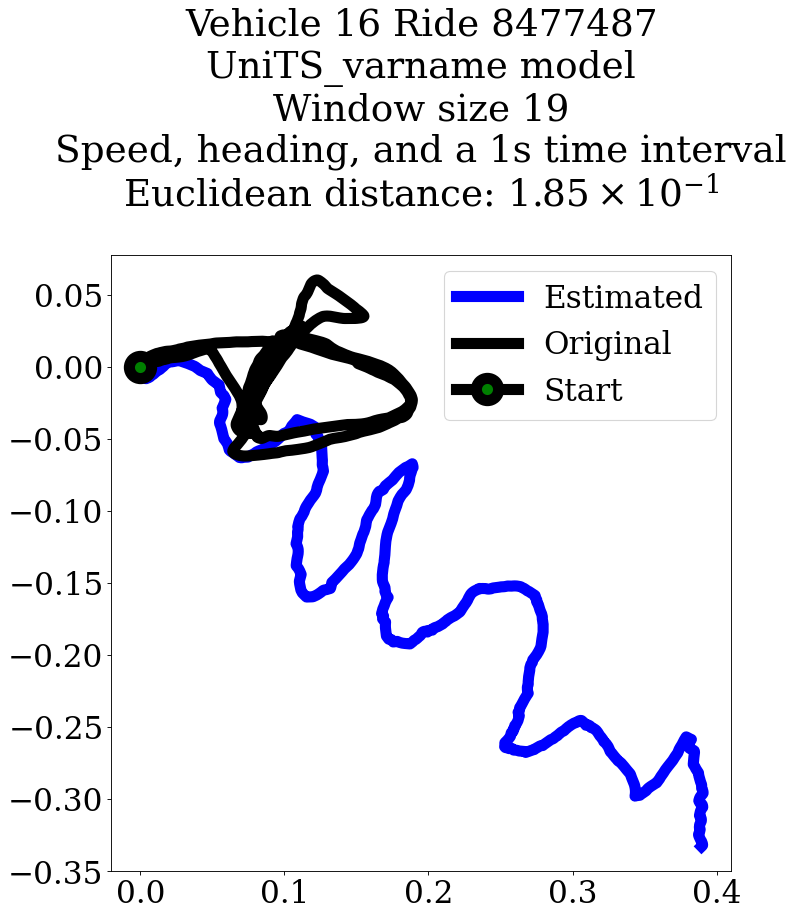 Vehicle 16 Ride 8477487
UniTS_varname model
Window size 19
Speed, heading, and a 1s time interval
Euclidean distance: 1.85 × 10⁻¹
Estimated
Original
Start
0.05
0.00
−0.05
−0.10
−0.15
−0.20
−0.25
−0.30
−0.35
0.0 0.1 0.2 0.3 0.4